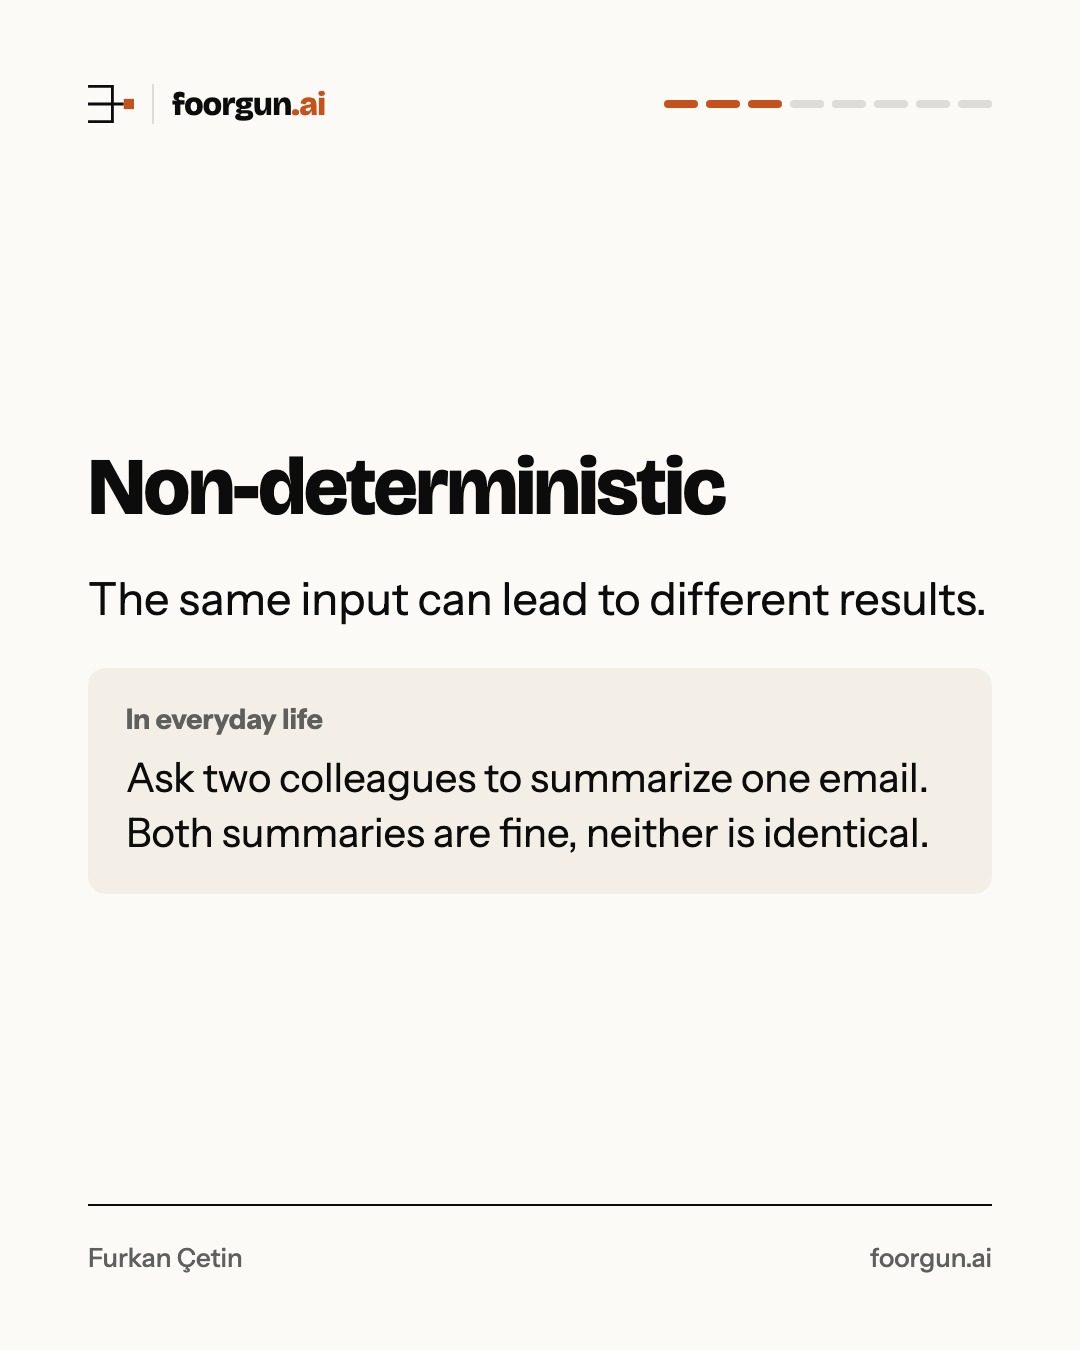 foorgun.ai
Non-deterministic
The same input can lead to different results.
In everyday life
Ask two colleagues to summarize one email.
Both summaries are fine, neither is identical.
Furkan Çetin
foorgun.ai